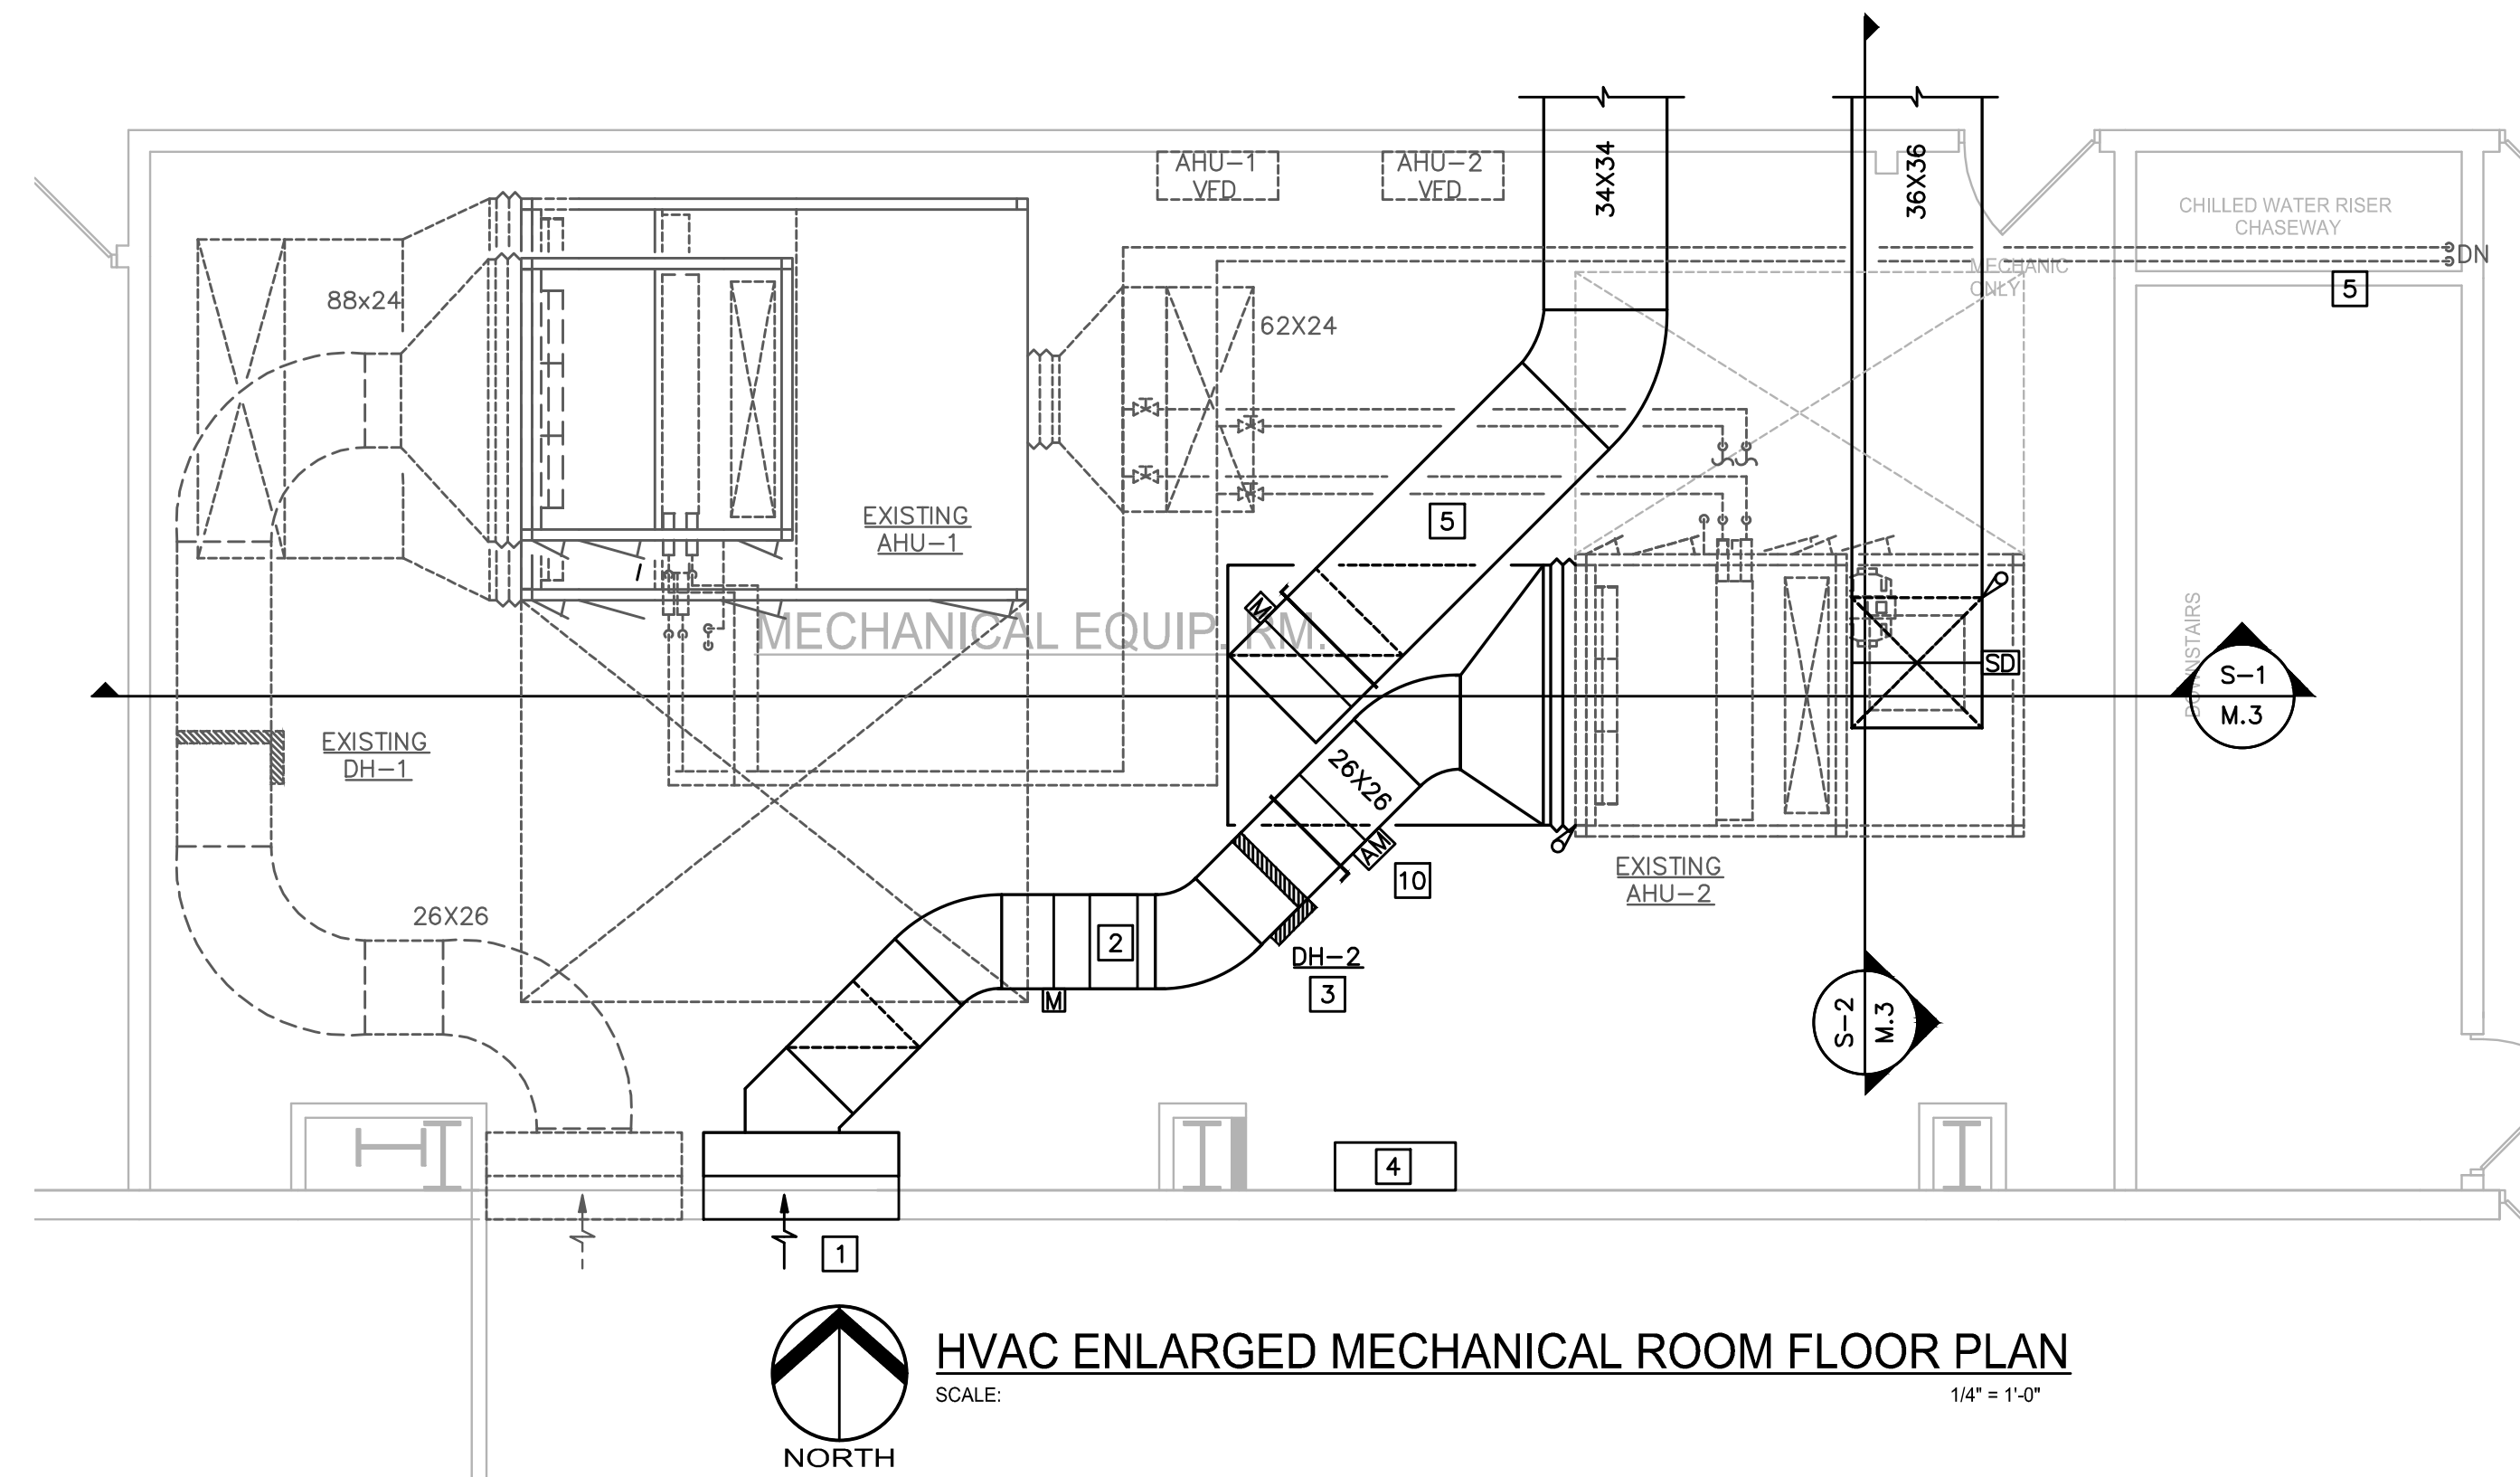 AHU-1
VFD
AHU-2
VFD
34X34
36X36
CHILLED WATER RISER
CHASEWAY
DN
MECHANIC
ONLY
5
88x24
62X24
EXISTING
AHU-1
5
M
MECHANICAL EQUIP. RM.
SD
DOWNSTAIRS
S-1
M.3
EXISTING
DH-1
26X26
AM
10
EXISTING
AHU-2
26X26
2
M
DH-2
3
S-2
M.3
4
1
HVAC ENLARGED MECHANICAL ROOM FLOOR PLAN
SCALE:
1/4" = 1'-0"
NORTH